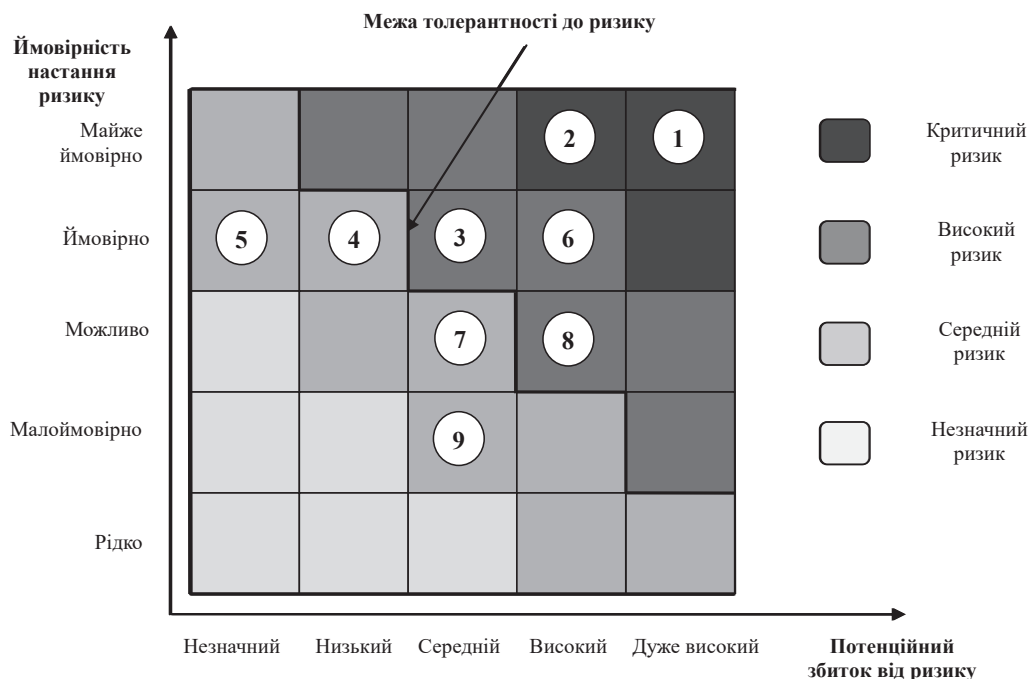 Межа толерантності до ризику
Ймовірність
настання
ризику
Майже
ймовірно
2
1
Критичний
ризик
Ймовірно
5
4
3
6
Високий
ризик
Можливо
7
8
Середній
ризик
Малоймовірно
9
Незначний
ризик
Рідко
Незначний
Низький
Середній
Високий
Дуже високий
Потенційний
збиток від ризику